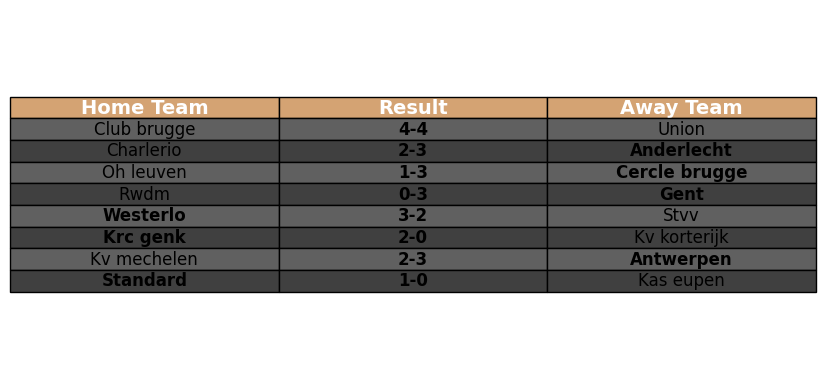 Home Team Result Away Team
Club brugge 4-4 Union
Charlerio 2-3 Anderlecht
Oh leuven 1-3 Cercle brugge
Rwdm 0-3 Gent
Westerlo 3-2 Stvv
Krc genk 2-0 Kv korterijk
Kv mechelen 2-3 Antwerpen
Standard 1-0 Kas eupen